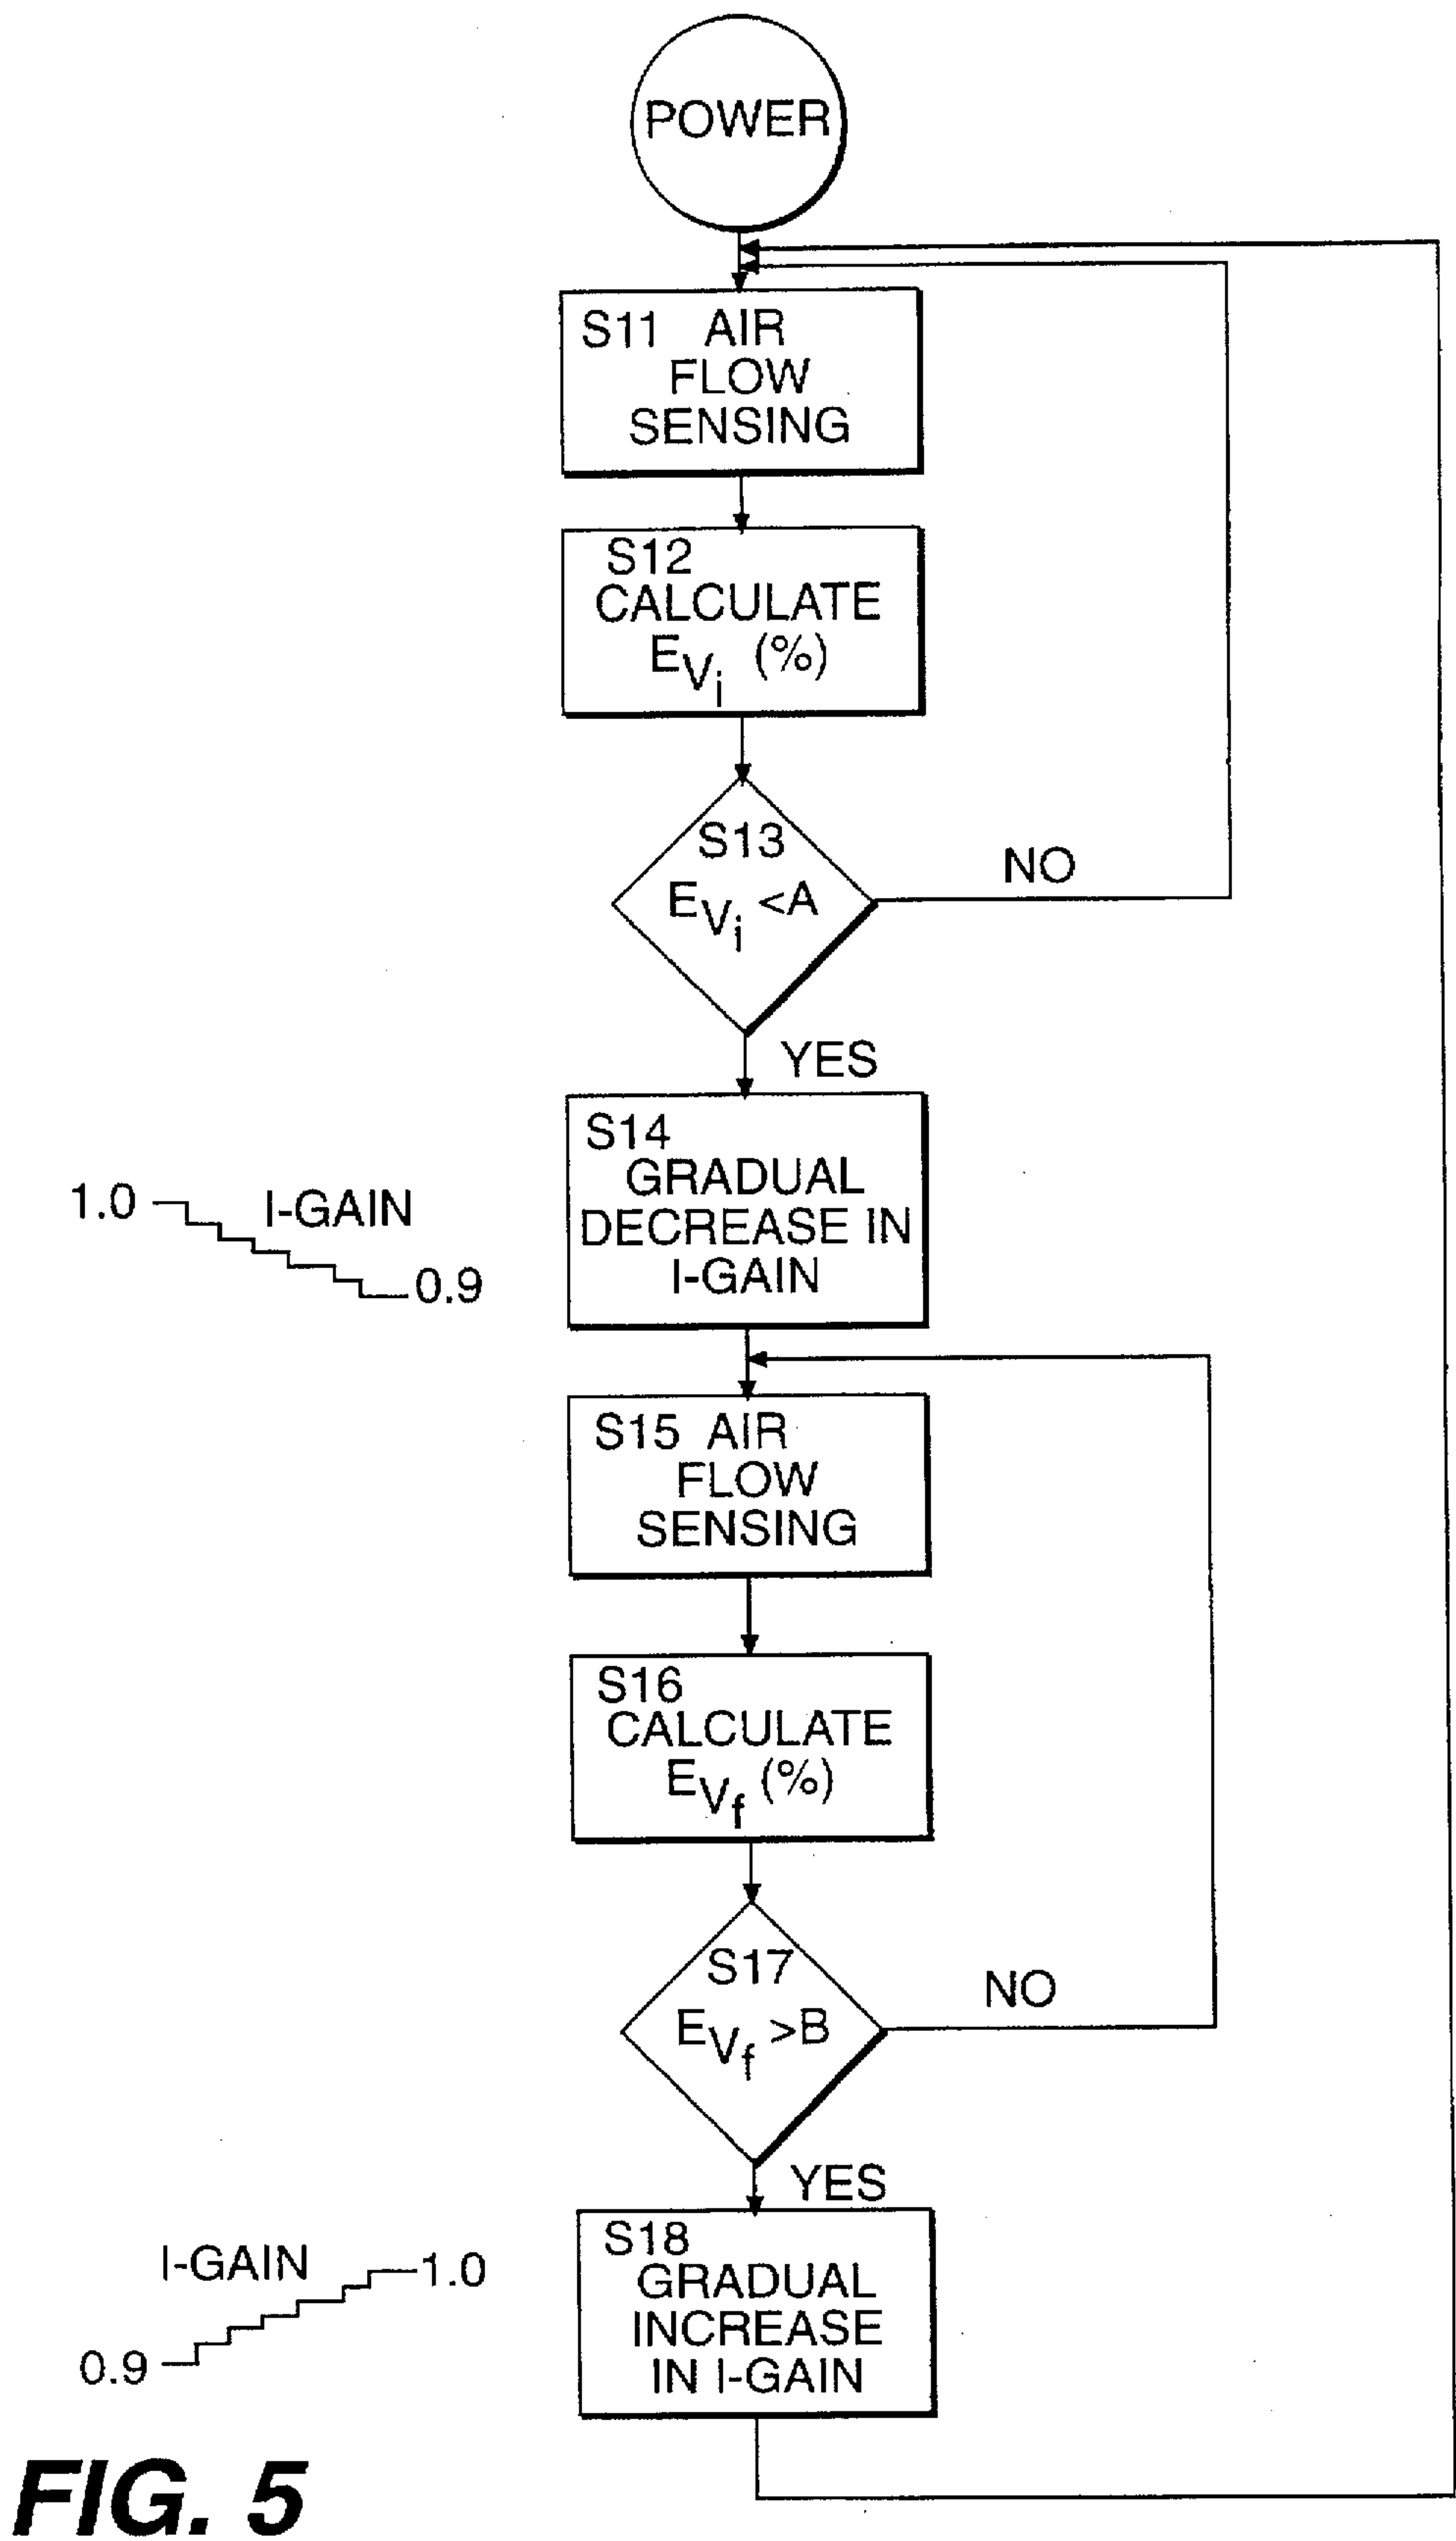 POWER
S11 AIR
FLOW
SENSING
S12
CALCULATE
EVi (%)
S13
EVi <A
NO
YES
S14
GRADUAL
DECREASE IN
I-GAIN
1.0 I-GAIN
0.9
S15 AIR
FLOW
SENSING
S16
CALCULATE
EVf (%)
S17
EVf >B
NO
YES
S18
GRADUAL
INCREASE
IN I-GAIN
I-GAIN 1.0
0.9
FIG. 5